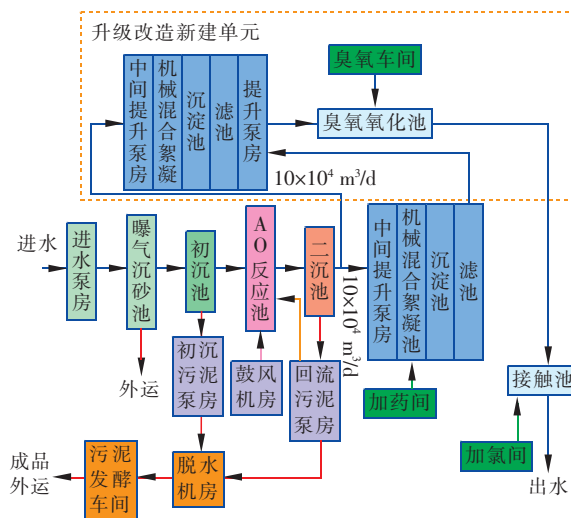 升级改造新建单元
臭氧车间
中间提升泵房
机械混合絮凝
沉淀池
滤池
提升泵房
臭氧氧化池
10×10⁴ m³/d
进水
进水泵房
曝气沉砂池
初沉池
AO反应池
二沉池
10×10⁴ m³/d
中间提升泵房
机械混合絮凝池
沉淀池
滤池
外运
初沉污泥泵房
鼓风机房
回流污泥泵房
加药间
接触池
成品外运
污泥发酵车间
脱水机房
加氯间
出水